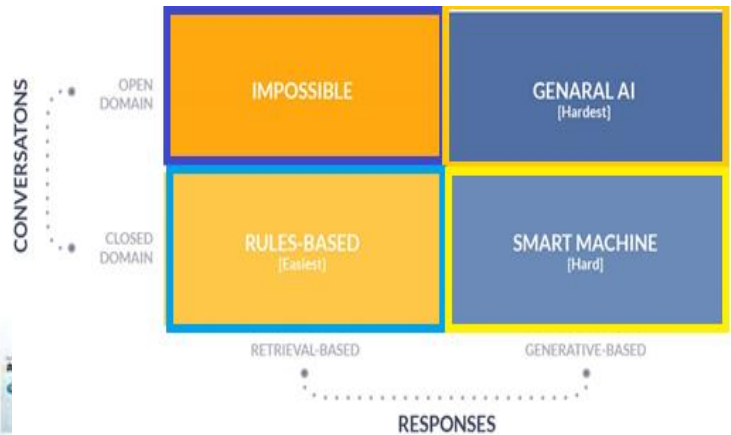 CONVERSATONS
OPEN
DOMAIN
IMPOSSIBLE
GENARAL AI
[Hardest]
CLOSED
DOMAIN
RULES-BASED
[Easiest]
SMART MACHINE
[Hard]
RETRIEVAL-BASED
GENERATIVE-BASED
RESPONSES